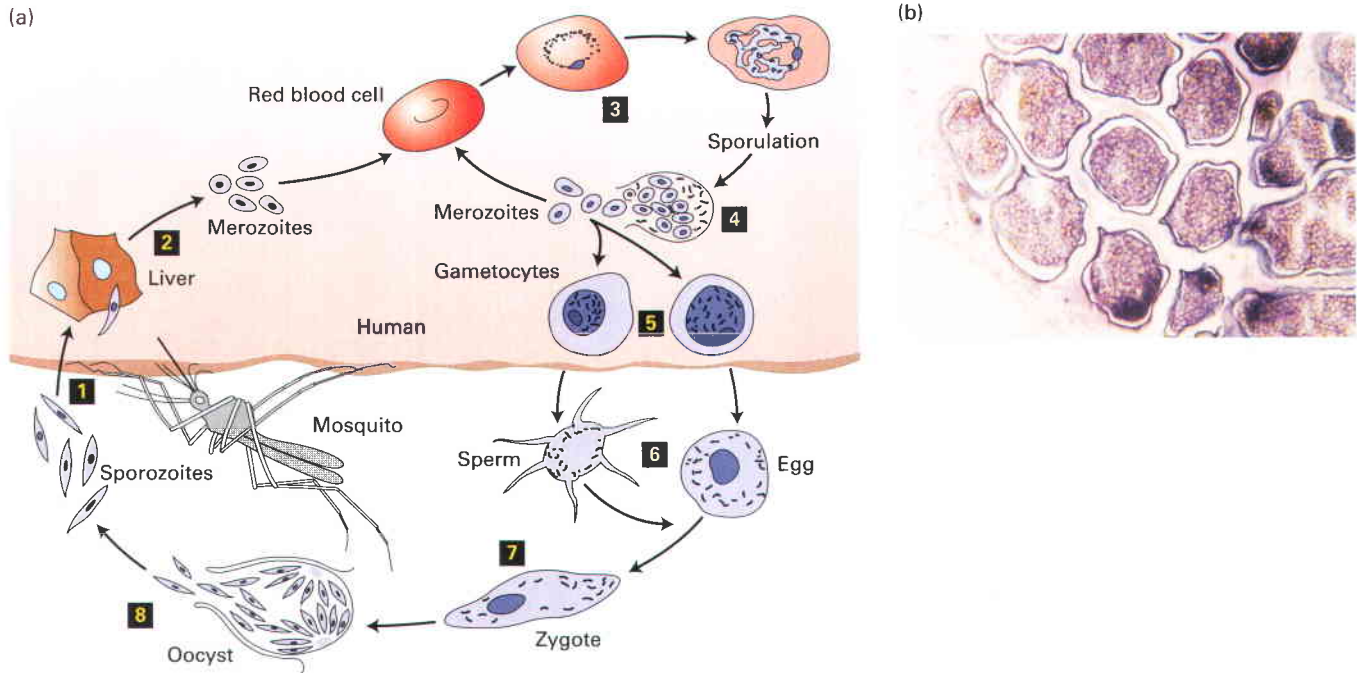 (a)
(b)
Red blood cell
3
Sporulation
Merozoites
2
Merozoites
4
Liver
Gametocytes
5
Human
1
Mosquito
Sperm
6
Egg
Sporozoites
7
8
Zygote
Oocyst